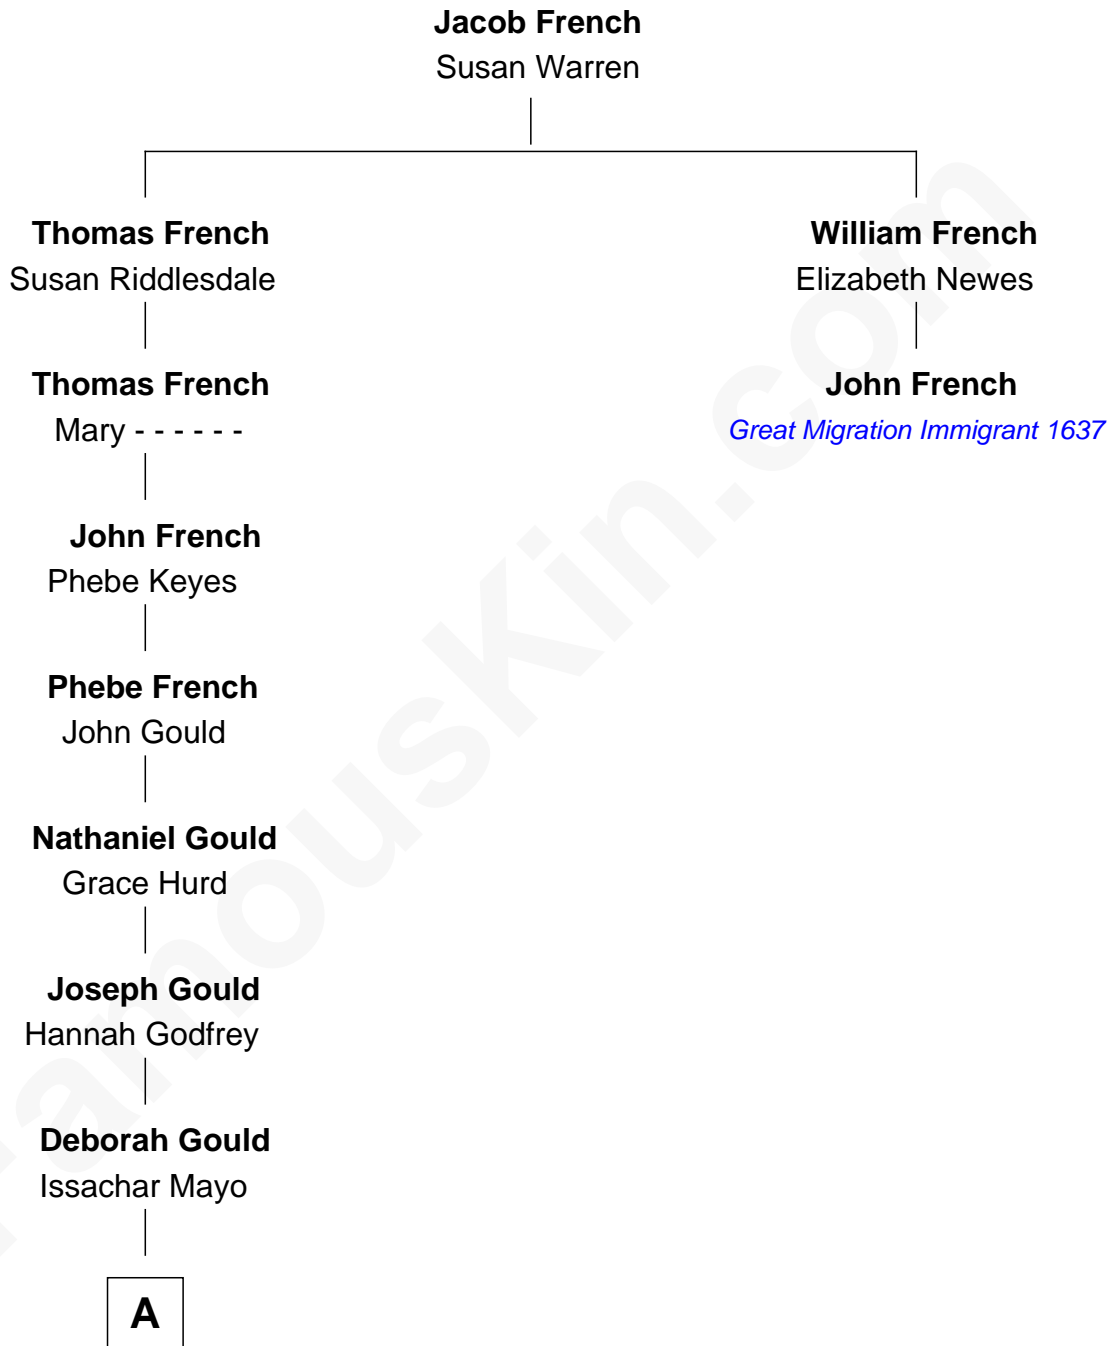 Jacob French
Susan Warren
Thomas French
Susan Riddlesdale
William French
Elizabeth Newes
Thomas French
Mary - - - - - -
John French
Great Migration Immigrant 1637
John French
Phebe Keyes
Phebe French
John Gould
Nathaniel Gould
Grace Hurd
Joseph Gould
Hannah Godfrey
Deborah Gould
Issachar Mayo
A
FamousKin.com